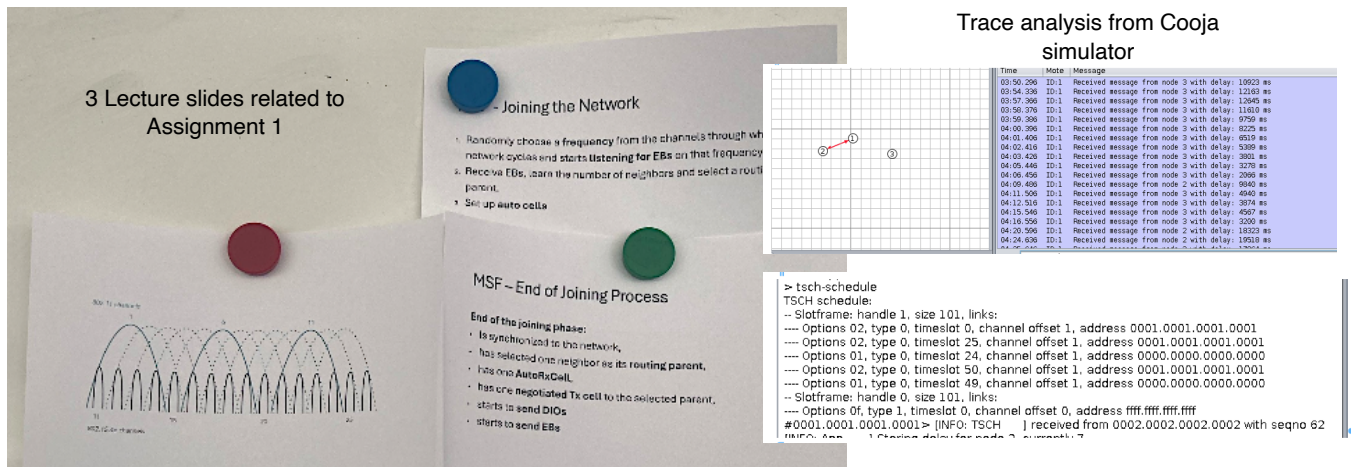 3 Lecture slides related to
Assignment 1
- Joining the Network
1. Randomly choose a frequency from the channels through
network cycles and starts listening for EBs on that frequency
2. Receive EBs, learn the number of neighbors and select a
parent.
3. Set up auto cells
MSF – End of Joining Process
End of the joining phase:
• is synchronized to the network,
• has selected one neighbor as its routing parent,
• has one AutoRxCell,
• has one negotiated Tx cell to the selected parent,
• starts to send DIOs
• starts to send EBs
Trace analysis from Cooja
simulator
1
2
3
Time Mote Message
03:50.296 ID:1 Received message from node 3 with delay: 10923 ms
03:54.336 ID:1 Received message from node 3 with delay: 12163 ms
03:57.366 ID:1 Received message from node 3 with delay: 12645 ms
03:58.376 ID:1 Received message from node 3 with delay: 11610 ms
03:59.386 ID:1 Received message from node 3 with delay: 9759 ms
04:00.396 ID:1 Received message from node 3 with delay: 8225 ms
04:01.406 ID:1 Received message from node 3 with delay: 6519 ms
04:02.416 ID:1 Received message from node 3 with delay: 5389 ms
04:03.426 ID:1 Received message from node 3 with delay: 3801 ms
04:05.446 ID:1 Received message from node 3 with delay: 3278 ms
04:06.456 ID:1 Received message from node 3 with delay: 2066 ms
04:09.486 ID:1 Received message from node 2 with delay: 9840 ms
04:11.506 ID:1 Received message from node 3 with delay: 4940 ms
04:12.516 ID:1 Received message from node 3 with delay: 3874 ms
04:15.546 ID:1 Received message from node 3 with delay: 4567 ms
04:16.556 ID:1 Received message from node 3 with delay: 3200 ms
04:20.596 ID:1 Received message from node 2 with delay: 18323 ms
04:24.636 ID:1 Received message from node 2 with delay: 19518 ms
> tsch-schedule
TSCH schedule:
-- Slotframe: handle 1, size 101, links:
---- Options 02, type 0, timeslot 0, channel offset 1, address 0001.0001.0001.0001
---- Options 02, type 0, timeslot 25, channel offset 1, address 0001.0001.0001.0001
---- Options 01, type 0, timeslot 24, channel offset 1, address 0000.0000.0000.0000
---- Options 02, type 0, timeslot 50, channel offset 1, address 0001.0001.0001.0001
---- Options 01, type 0, timeslot 49, channel offset 1, address 0000.0000.0000.0000
-- Slotframe: handle 0, size 101, links:
---- Options 0f, type 1, timeslot 0, channel offset 0, address ffff.ffff.ffff.ffff
#0001.0001.0001.0001> [INFO: TSCH ] received from 0002.0002.0002.0002 with seqno 62
[INFO: App ] Storing delay for node 2, currently 7